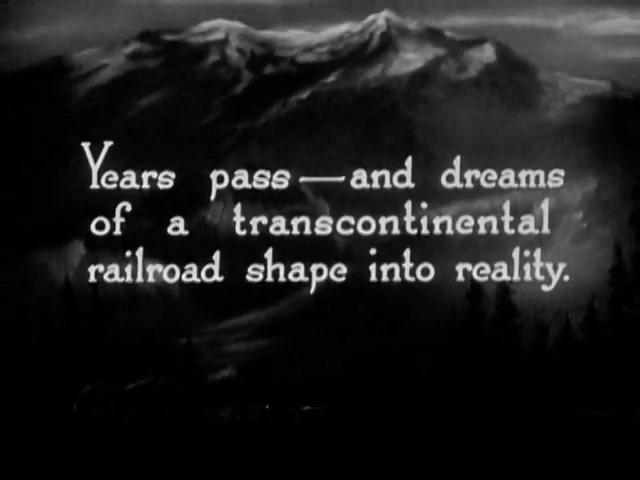 Years pass—and dreams
of a transcontinental
railroad shape into reality.